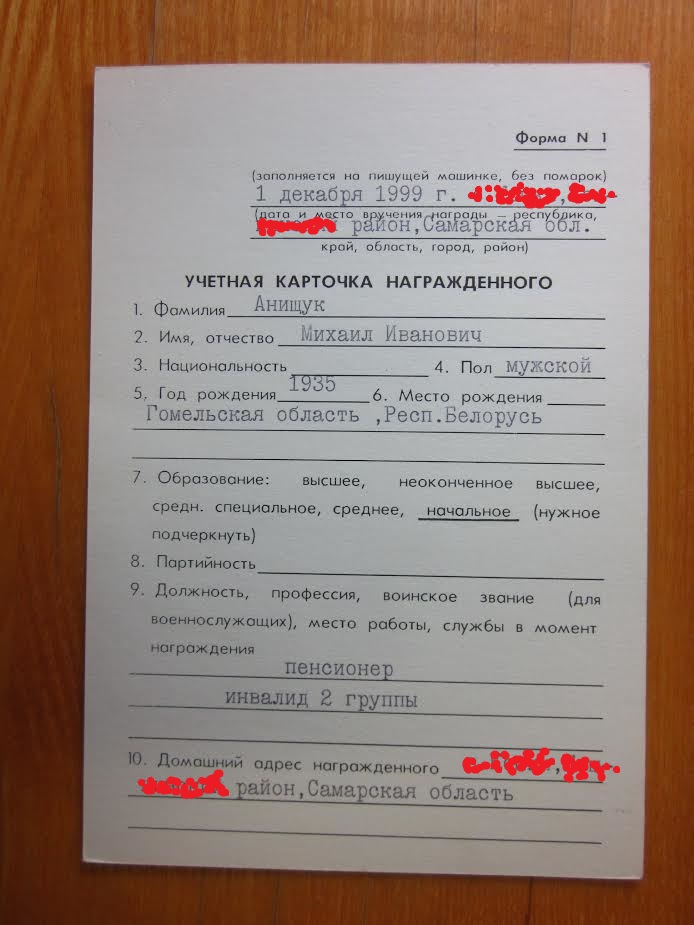 Форма N 1
(заполняется на пишущей машинке, без помарок)
1 декабря 1999 г.
(дата и место вручения награды — республика,
район,Самарская обл.
край, область, город, район)
УЧЕТНАЯ КАРТОЧКА НАГРАЖДЕННОГО
1. Фамилия Анищук
2. Имя, отчество Михаил Иванович
3. Национальность 4. Пол мужской
5. Год рождения 1935 6. Место рождения
Гомельская область ,Респ.Белорусь
7. Образование: высшее, неоконченное высшее,
средн. специальное, среднее, начальное (нужное
подчеркнуть)
8. Партийность
9. Должность, профессия, воинское звание (для
военнослужащих), место работы, службы в момент
награждения
пенсионер
инвалид 2 группы
10. Домашний адрес награжденного
район,Самарская область